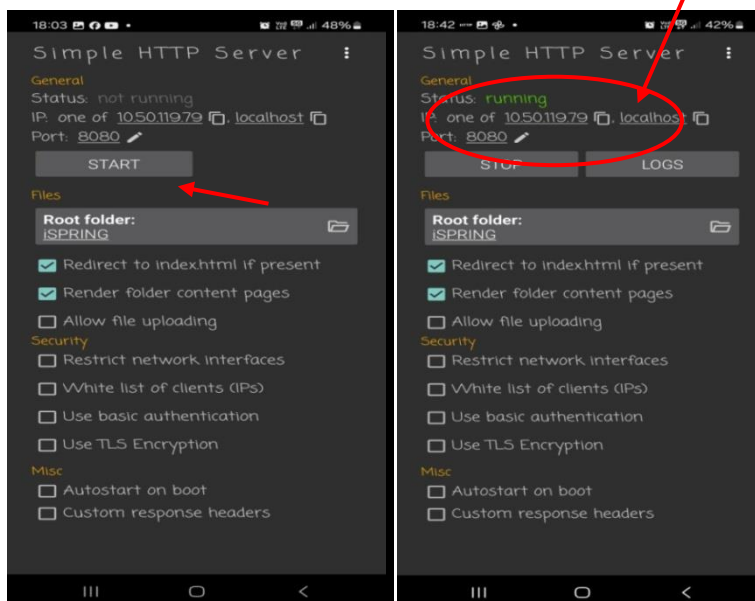 18:03
48%
Simple HTTP Server
General
Status: not running
IP: one of 10.50.119.79, localhost
Port: 8080
START
Files
Root folder:
iSPRING
Redirect to index.html if present
Render folder content pages
Allow file uploading
Security
Restrict network interfaces
White list of clients (IPs)
Use basic authentication
Use TLS Encryption
Misc
Autostart on boot
Custom response headers
18:42
42%
Simple HTTP Server
General
Status: running
IP: one of 10.50.119.79, localhost
Port: 8080
STOP
LOGS
Files
Root folder:
iSPRING
Redirect to index.html if present
Render folder content pages
Allow file uploading
Security
Restrict network interfaces
White list of clients (IPs)
Use basic authentication
Use TLS Encryption
Misc
Autostart on boot
Custom response headers